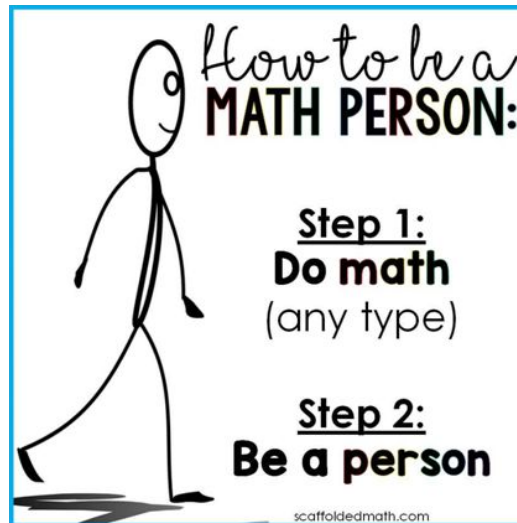 How to be a
MATH PERSON:
Step 1:
Do math
(any type)
Step 2:
Be a person
scaffoldedmath.com